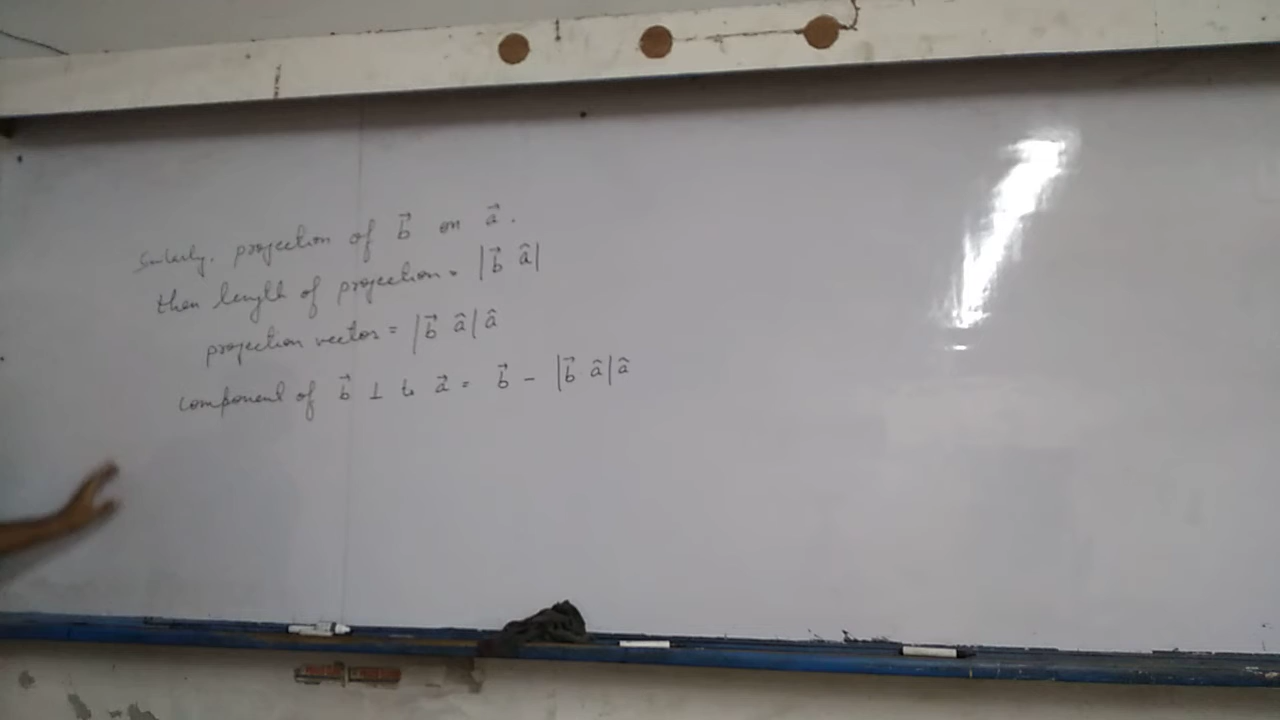 Similarly, projection of b⃗ on a⃗.
then length of projection = |b⃗ â|
projection vector = |b⃗ â| â
component of b⃗ ⊥ to a⃗ = b⃗ - |b⃗ · â| â